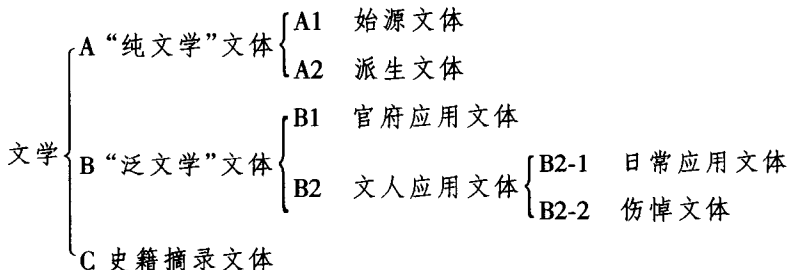 A1 始源文体
A “纯文学”文体
A2 派生文体
B1 官府应用文体
B2-1 日常应用文体
文学
B “泛文学”文体
B2 文人应用文体
B2-2 伤悼文体
C 史籍摘录文体